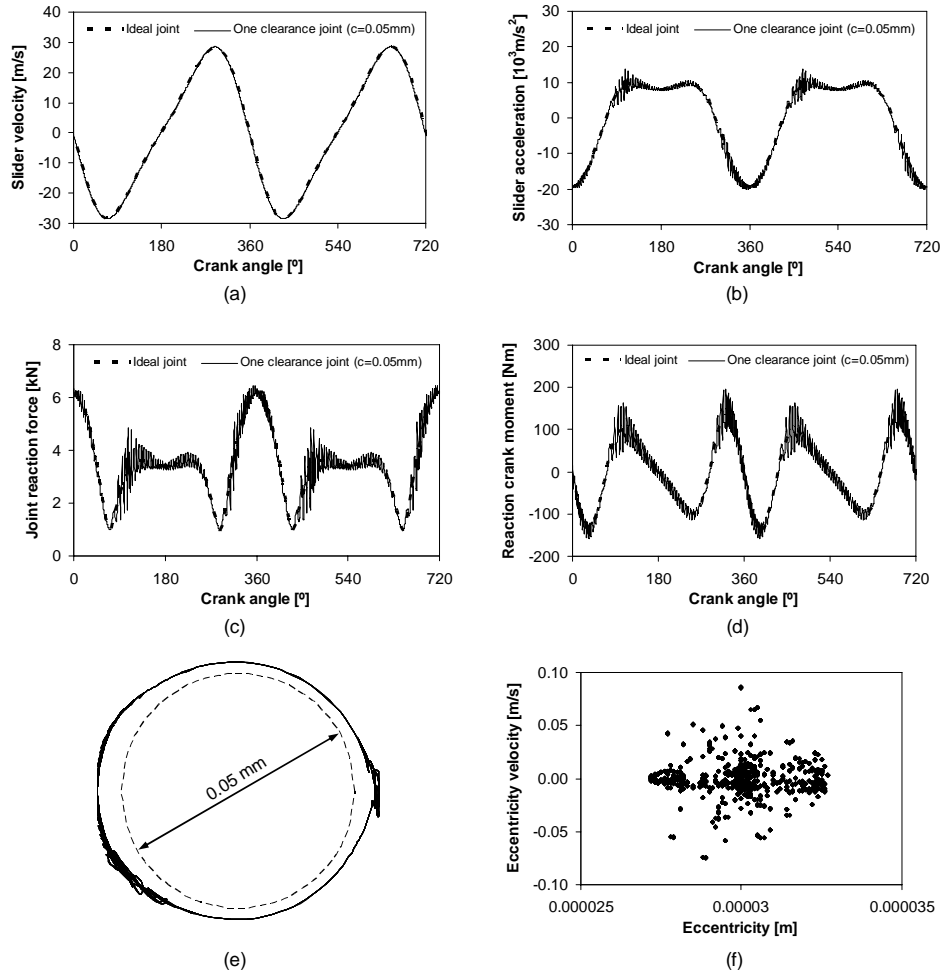 Ideal joint
One clearance joint (c=0.05mm)
Slider velocity [m/s]
40
30
20
10
0
-10
-20
-30
0
180
360
540
720
Crank angle [º]
(a)
Ideal joint
One clearance joint (c=0.05mm)
Slider acceleration [10³m/s²]
30
20
10
0
-10
-20
-30
0
180
360
540
720
Crank angle [º]
(b)
Ideal joint
One clearance joint (c=0.05mm)
Joint reaction force [kN]
8
6
4
2
0
0
180
360
540
720
Crank angle [º]
(c)
Ideal joint
One clearance joint (c=0.05mm)
Reaction crank moment [Nm]
300
200
100
0
-100
-200
0
180
360
540
720
Crank angle [º]
(d)
0.05 mm
(e)
Eccentricity velocity [m/s]
0.10
0.05
0.00
-0.05
-0.10
0.000025
0.00003
0.000035
Eccentricity [m]
(f)